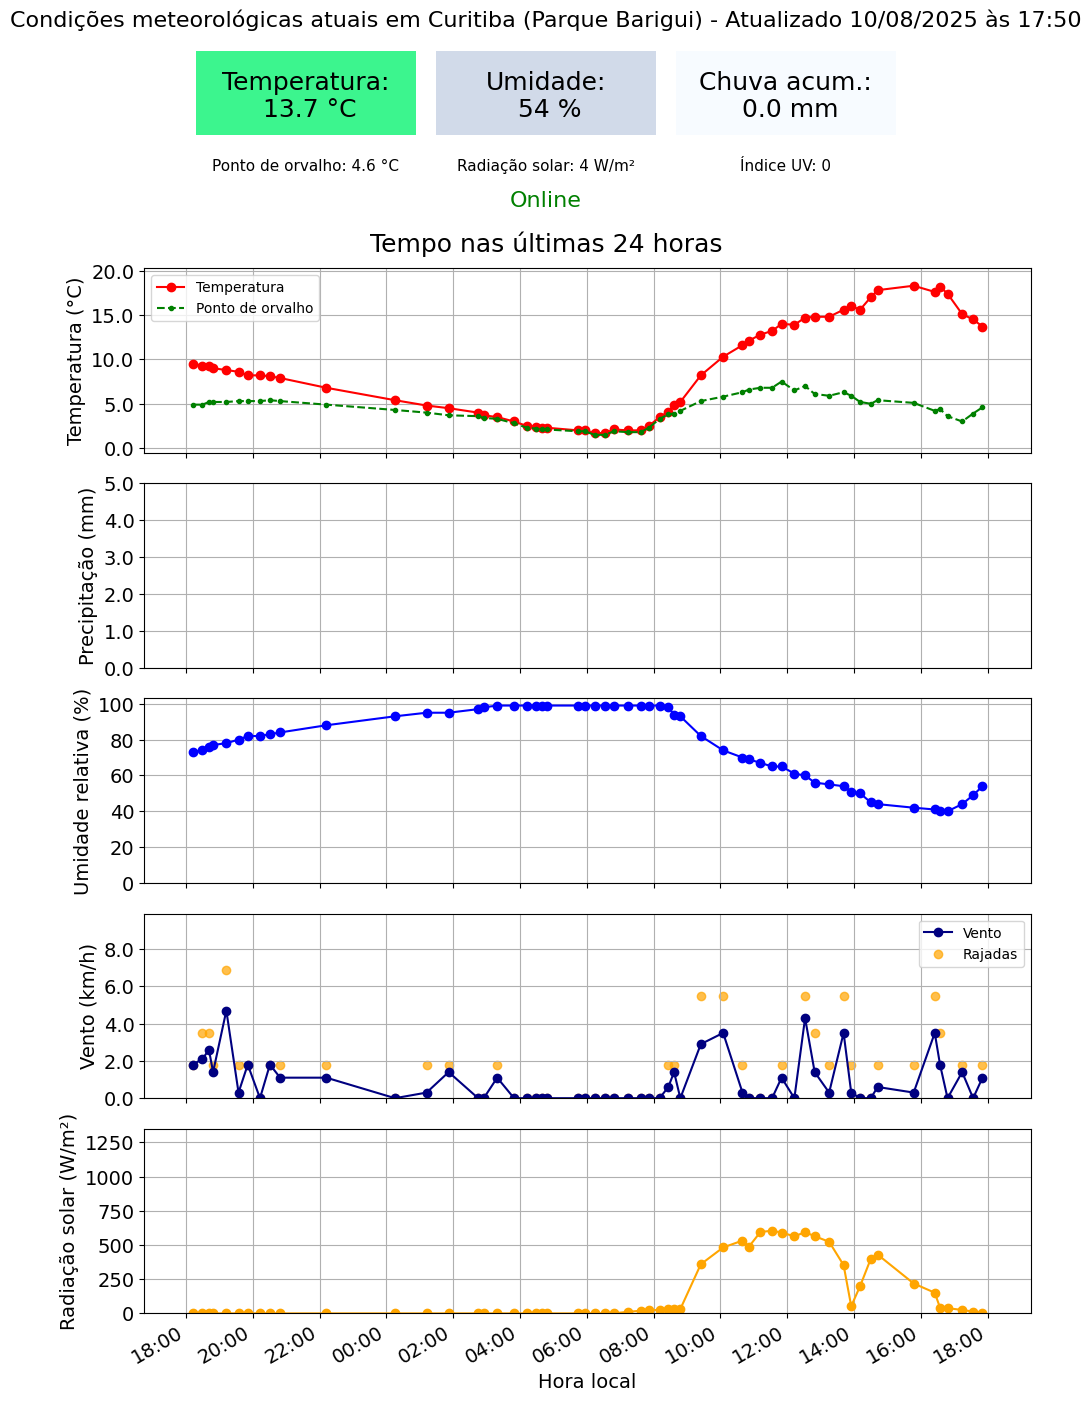 Condições meteorológicas atuais em Curitiba (Parque Barigui) - Atualizado 10/08/2025 às 17:50
Temperatura:
13.7 °C
Umidade:
54 %
Chuva acum.:
0.0 mm
Ponto de orvalho: 4.6 °C
Radiação solar: 4 W/m²
Índice UV: 0
Online
Tempo nas últimas 24 horas
Temperatura (°C)
20.0
15.0
10.0
5.0
0.0
Temperatura
Ponto de orvalho
Precipitação (mm)
5.0
4.0
3.0
2.0
1.0
0.0
Umidade relativa (%)
100
80
60
40
20
0
Vento (km/h)
8.0
6.0
4.0
2.0
0.0
Vento
Rajadas
Radiação solar (W/m²)
1250
1000
750
500
250
0
18:00
20:00
22:00
00:00
02:00
04:00
06:00
08:00
10:00
12:00
14:00
16:00
18:00
Hora local